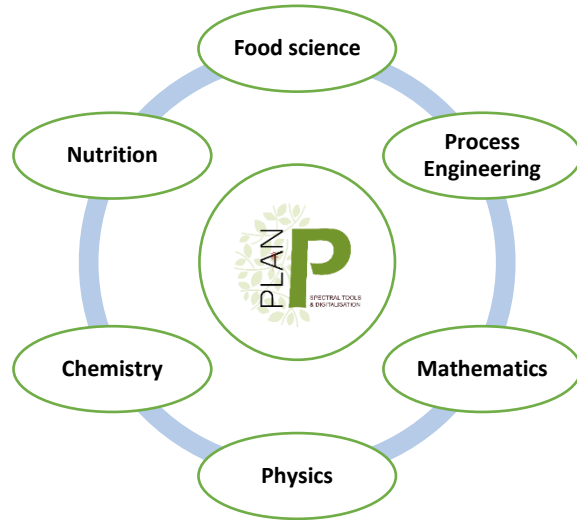 Food science
Nutrition
Process
Engineering
PLAN
P
SPECTRAL TOOLS
& DIGITALISATION
Chemistry
Mathematics
Physics